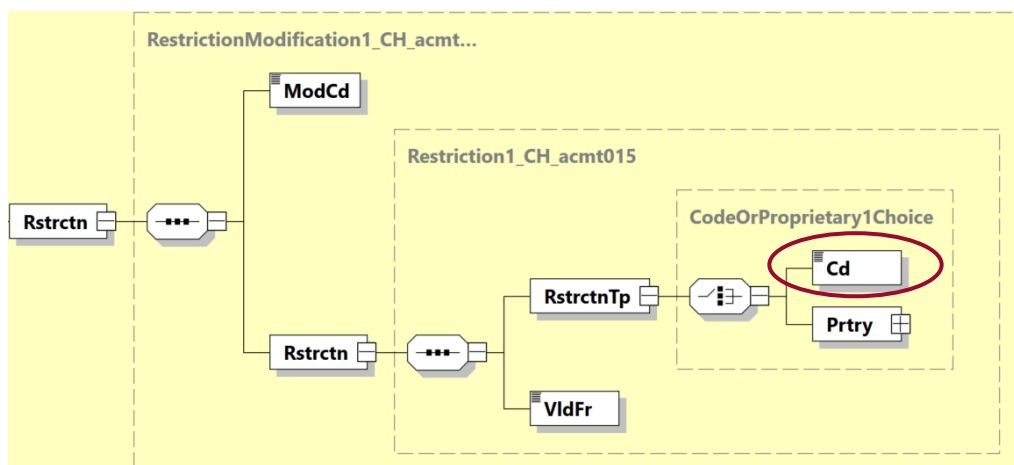 RestrictionModification1_CH_acmt...
ModCd
Restriction1_CH_acmt015
CodeOrProprietary1Choice
Rstrctn
Cd
RstrctnTp
Prtry
Rstrctn
VldFr